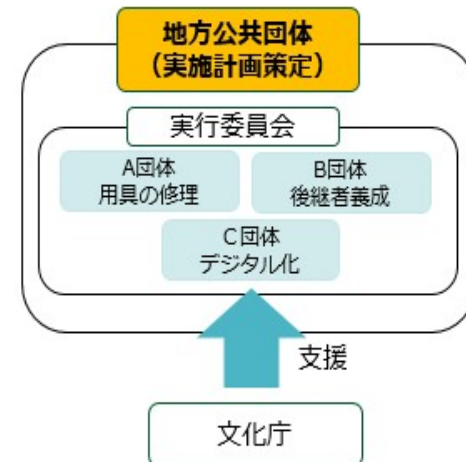 地方公共団体
（実施計画策定）
実行委員会
A団体
用具の修理
B団体
後継者養成
C団体
デジタル化
支援
文化庁